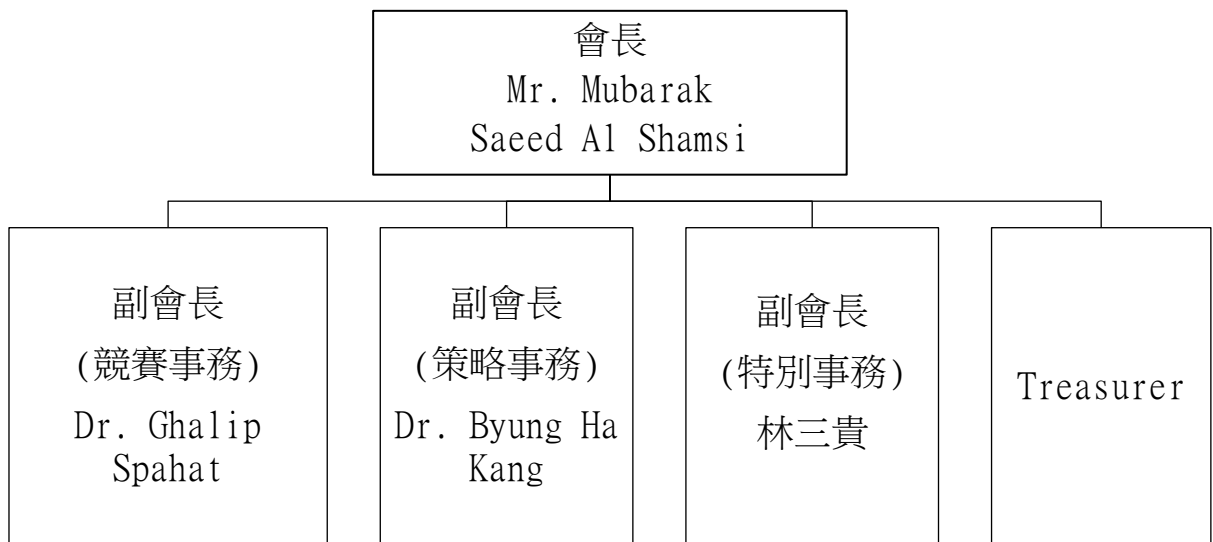 會長
Mr. Mubarak
Saeed Al Shamsi
副會長
(競賽事務)
Dr. Ghalip
Spahat
副會長
(策略事務)
Dr. Byung Ha
Kang
副會長
(特別事務)
林三貴
Treasurer